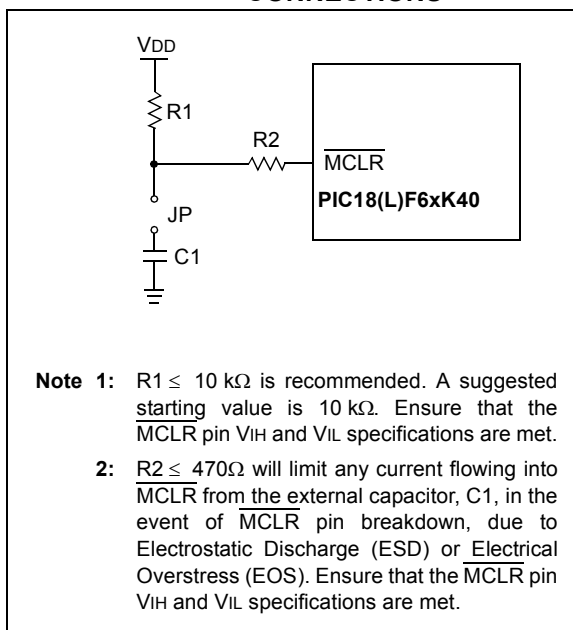 VDD
R1
R2
MCLR
PIC18(L)F6xK40
JP
C1
Note 1: R1 ≤ 10 kΩ is recommended. A suggested
starting value is 10 kΩ. Ensure that the
MCLR pin VIH and VIL specifications are met.
2: R2 ≤ 470Ω will limit any current flowing into
MCLR from the external capacitor, C1, in the
event of MCLR pin breakdown, due to
Electrostatic Discharge (ESD) or Electrical
Overstress (EOS). Ensure that the MCLR pin
VIH and VIL specifications are met.